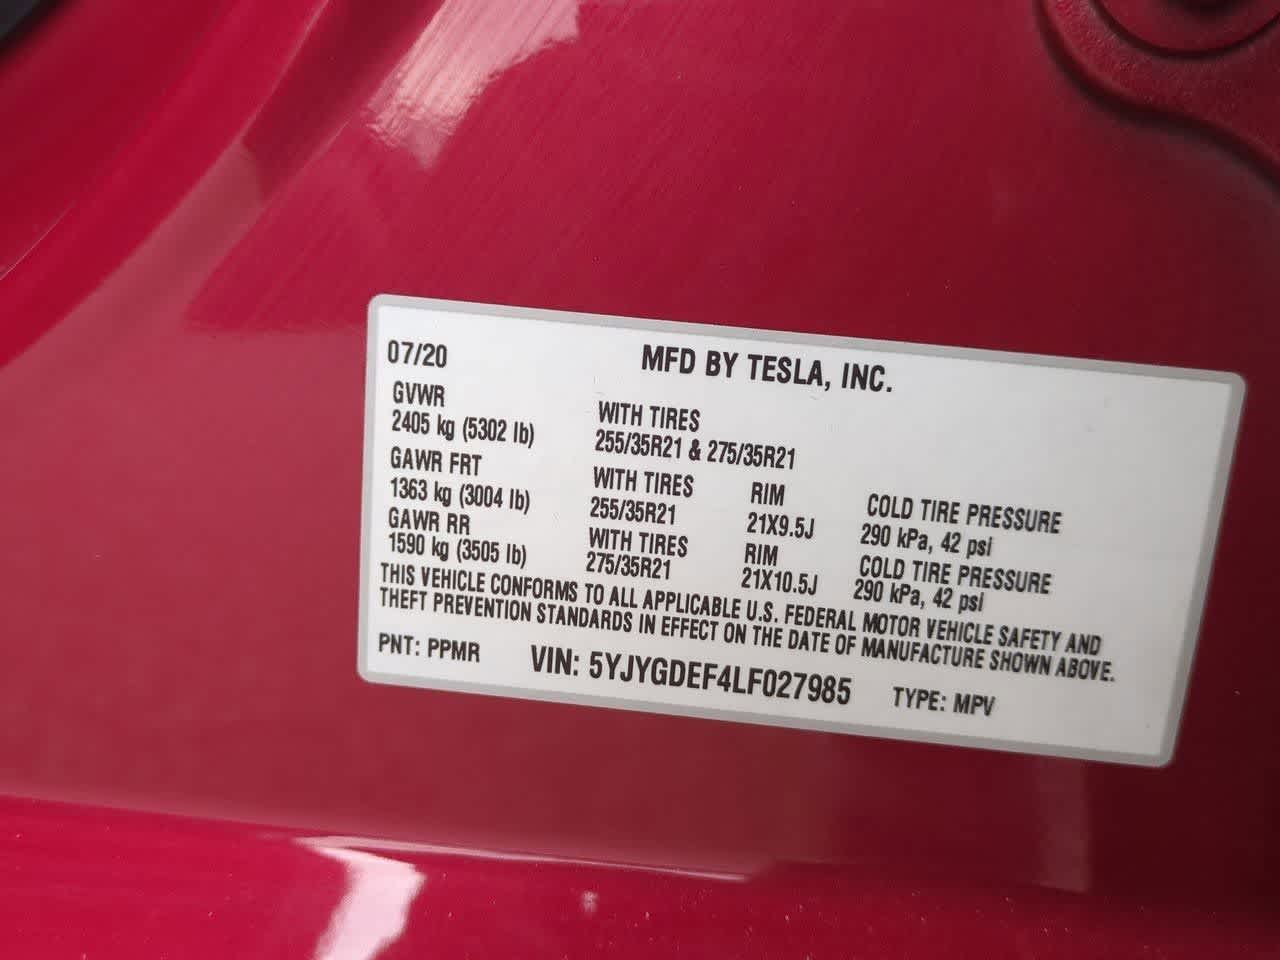 07/20 MFD BY TESLA, INC.
GVWR WITH TIRES
2405 kg (5302 lb) 255/35R21 & 275/35R21
GAWR FRT WITH TIRES RIM COLD TIRE PRESSURE
1363 kg (3004 lb) 255/35R21 21X9.5J 290 kPa, 42 psi
GAWR RR WITH TIRES RIM COLD TIRE PRESSURE
1590 kg (3505 lb) 275/35R21 21X10.5J 290 kPa, 42 psi
THIS VEHICLE CONFORMS TO ALL APPLICABLE U.S. FEDERAL MOTOR VEHICLE SAFETY AND
THEFT PREVENTION STANDARDS IN EFFECT ON THE DATE OF MANUFACTURE SHOWN ABOVE.
PNT: PPMR VIN: 5YJYGDEF4LF027985 TYPE: MPV